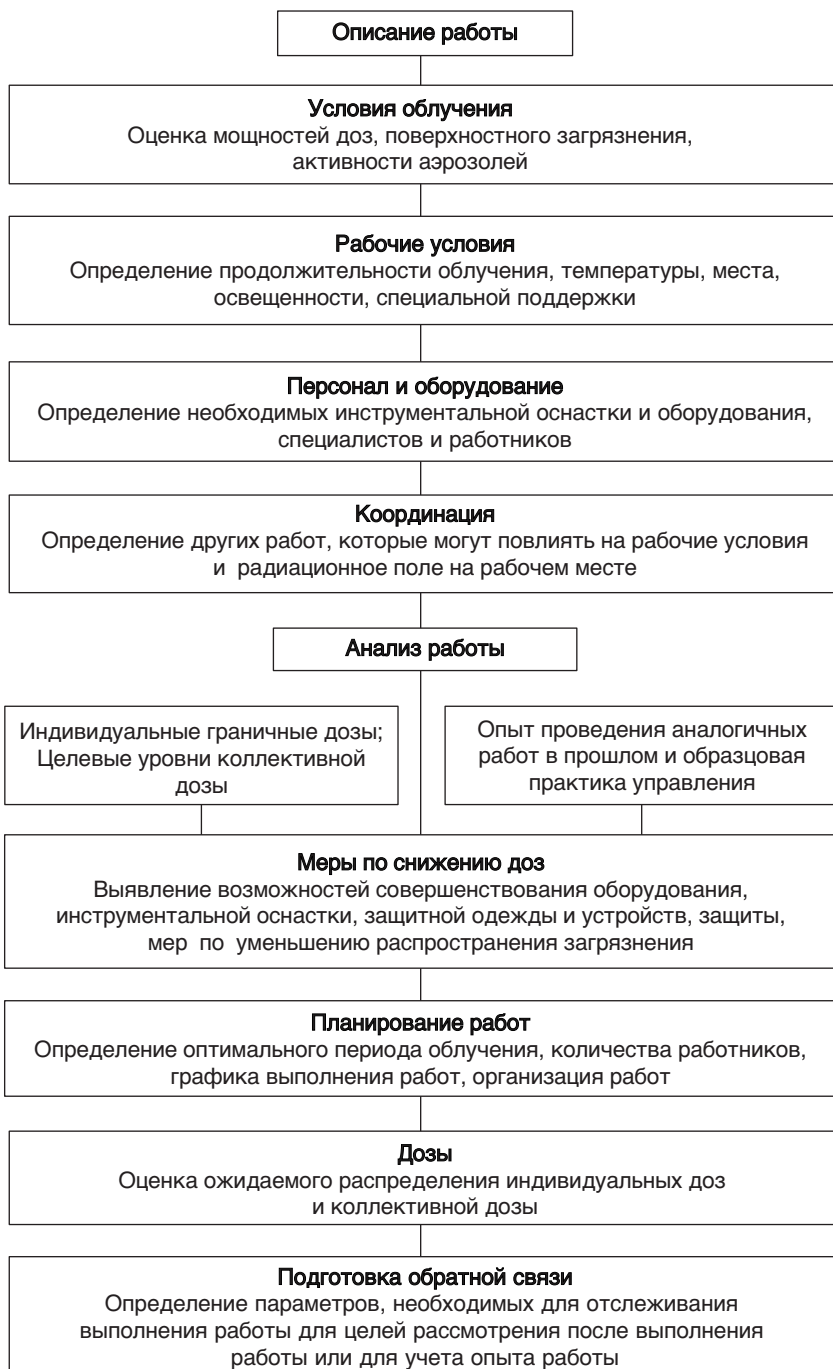 Описание работы
Условия облучения
Оценка мощностей доз, поверхностного загрязнения,
активности аэрозолей
Рабочие условия
Определение продолжительности облучения, температуры, места,
освещенности, специальной поддержки
Персонал и оборудование
Определение необходимых инструментальной оснастки и оборудования,
специалистов и работников
Координация
Определение других работ, которые могут повлиять на рабочие условия
и радиационное поле на рабочем месте
Анализ работы
Индивидуальные граничные дозы;
Целевые уровни коллективной
дозы
Опыт проведения аналогичных
работ в прошлом и образцовая
практика управления
Меры по снижению доз
Выявление возможностей совершенствования оборудования,
инструментальной оснастки, защитной одежды и устройств, защиты,
мер по уменьшению распространения загрязнения
Планирование работ
Определение оптимального периода облучения, количества работников,
графика выполнения работ, организация работ
Дозы
Оценка ожидаемого распределения индивидуальных доз
и коллективной дозы
Подготовка обратной связи
Определение параметров, необходимых для отслеживания
выполнения работы для целей рассмотрения после выполнения
работы или для учета опыта работы